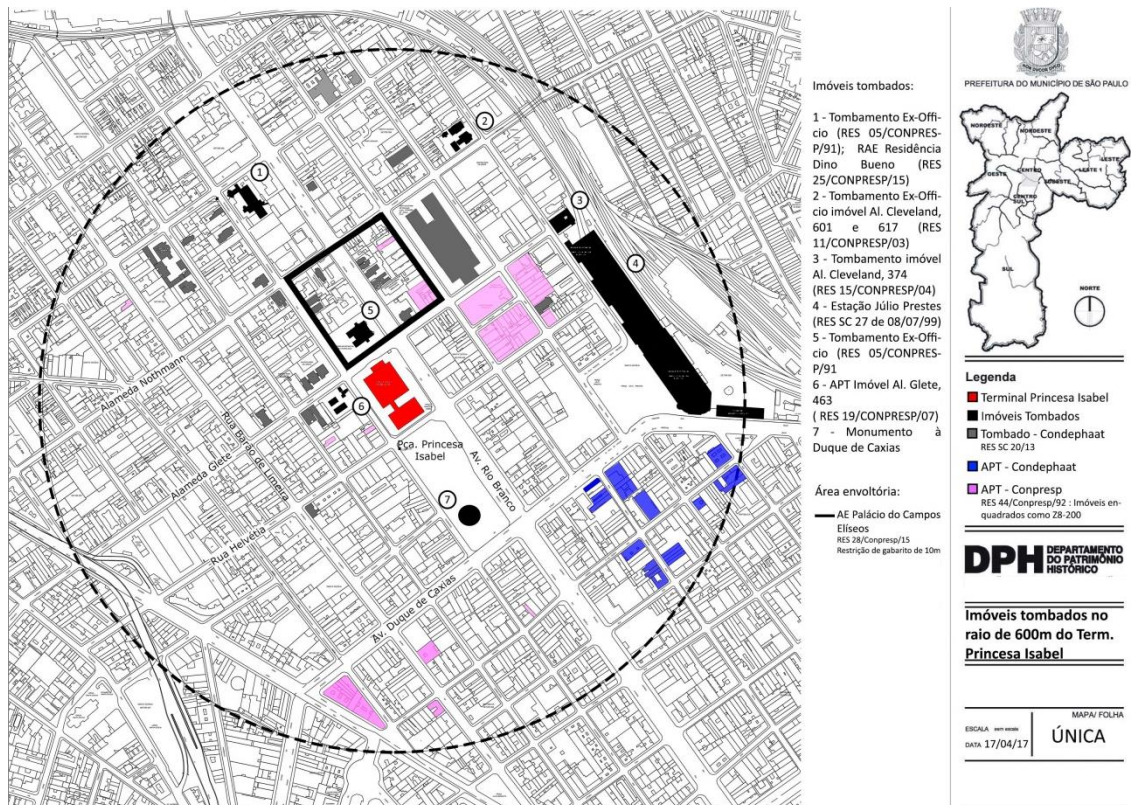 1
2
3
4
5
6
7
Alameda Nothmann
Rua Barão de Limeira
Alameda Glete
Rua Helvetia
Pça. Princesa
Isabel
Av. Rio Branco
Av. Duque de Caxias
Imóveis tombados:
1 - Tombamento Ex-Offi-
cio (RES 05/CONPRES-
P/91); RAE Residência
Dino Bueno (RES
25/CONPRESP/15)
2 - Tombamento Ex-Offi-
cio imóvel Al. Cleveland,
601 e 617 (RES
11/CONPRESP/03)
3 - Tombamento imóvel
Al. Cleveland, 374
(RES 15/CONPRESP/04)
4 - Estação Júlio Prestes
(RES SC 27 de 08/07/99)
5 - Tombamento Ex-Offi-
cio (RES 05/CONPRES-
P/91
6 - APT Imóvel Al. Glete,
463
( RES 19/CONPRESP/07)
7 - Monumento à
Duque de Caxias
Área envoltória:
AE Palácio do Campos
Elíseos
RES 28/Conpresp/15
Restrição de gabarito de 10m
PREFEITURA DO MUNICÍPIO DE SÃO PAULO
NOROESTE
NORDESTE
LESTE
OESTE
CENTRO
LESTE 1
SUDESTE
CENTRO
SUL
SUL
NORTE
Legenda
Terminal Princesa Isabel
Imóveis Tombados
Tombado - Condephaat
RES SC 20/13
APT - Condephaat
APT - Conpresp
RES 44/Conpresp/92 : Imóveis en-
quadrados como Z8-200
DPH DEPARTAMENTO
DO PATRIMÔNIO
HISTÓRICO
Imóveis tombados no
raio de 600m do Term.
Princesa Isabel
ESCALA
DATA 17/04/17
MAPA/ FOLHA
ÚNICA